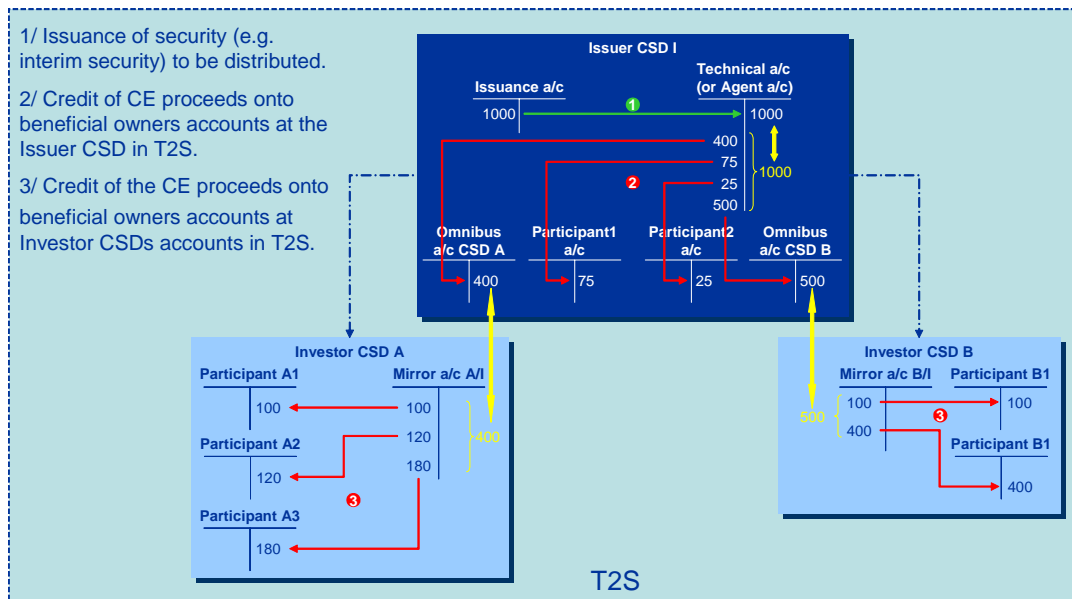 1/ Issuance of security (e.g.
interim security) to be distributed.
2/ Credit of CE proceeds onto
beneficial owners accounts at the
Issuer CSD in T2S.
3/ Credit of the CE proceeds onto
beneficial owners accounts at
Investor CSDs accounts in T2S.
Issuer CSD I
Issuance a/c
Technical a/c
(or Agent a/c)
1000
1
1000
400
75
1000
2
25
500
Omnibus
a/c CSD A
Participant1
a/c
Participant2
a/c
Omnibus
a/c CSD B
400
75
25
500
Investor CSD A
Participant A1
Mirror a/c A/I
100
100
Participant A2
120
400
180
120
3
Participant A3
180
Investor CSD B
Mirror a/c B/I
Participant B1
500
100
3
100
400
Participant B1
400
T2S